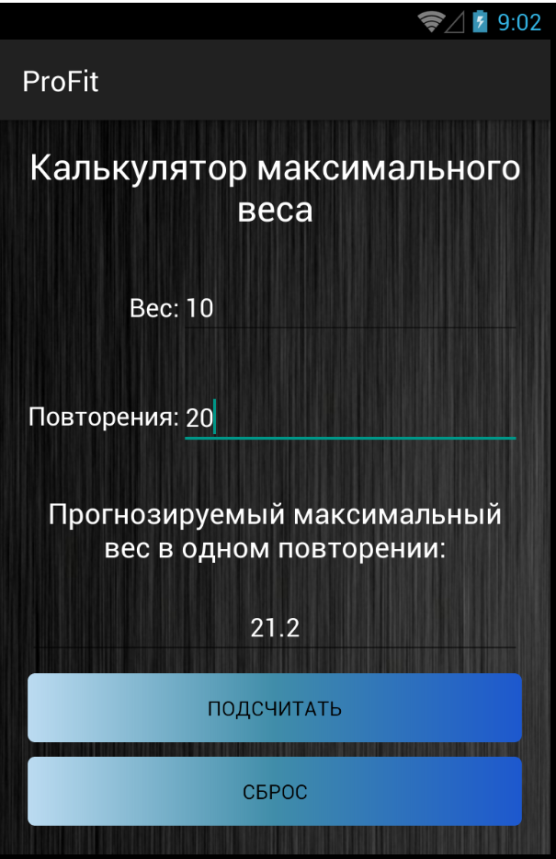 9:02
ProFit
Калькулятор максимального
веса
Вес: 10
Повторения: 20
Прогнозируемый максимальный
вес в одном повторении:
21.2
ПОДСЧИТАТЬ
СБРОС